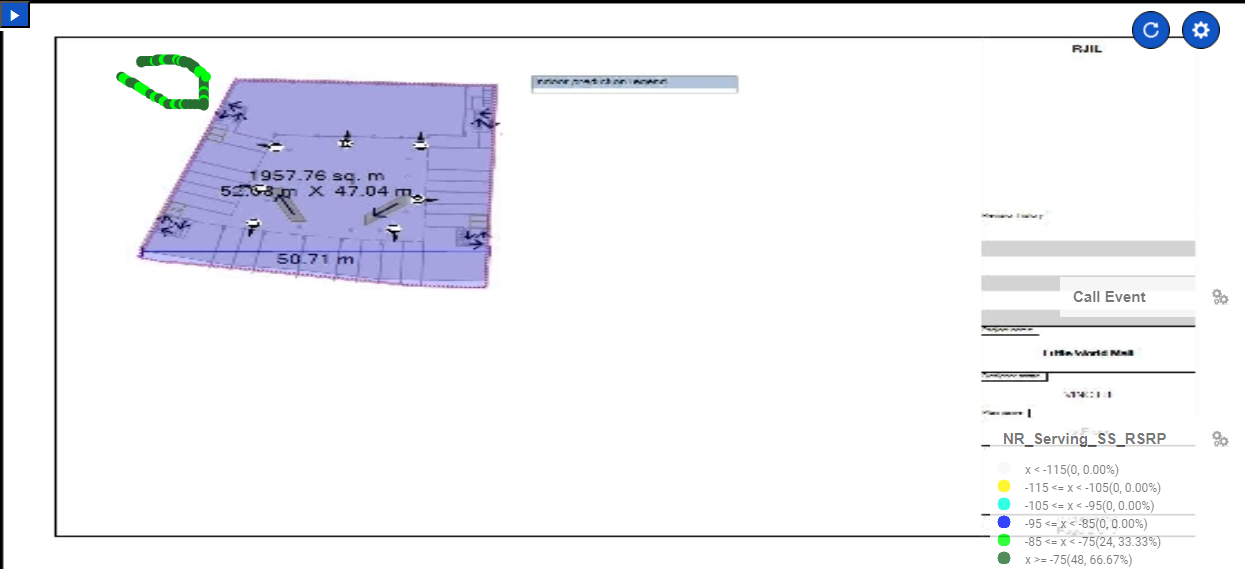 RJIL
Indoor prediction legend
1957.76 sq. m
X 47.04 m
50.71 m
Call Event
Little World Mall
NR_Serving_SS_RSRP
x < -115(0, 0.00%)
-115 <= x < -105(0, 0.00%)
-105 <= x < -95(0, 0.00%)
-95 <= x < -85(0, 0.00%)
-85 <= x < -75(24, 33.33%)
x >= -75(48, 66.67%)